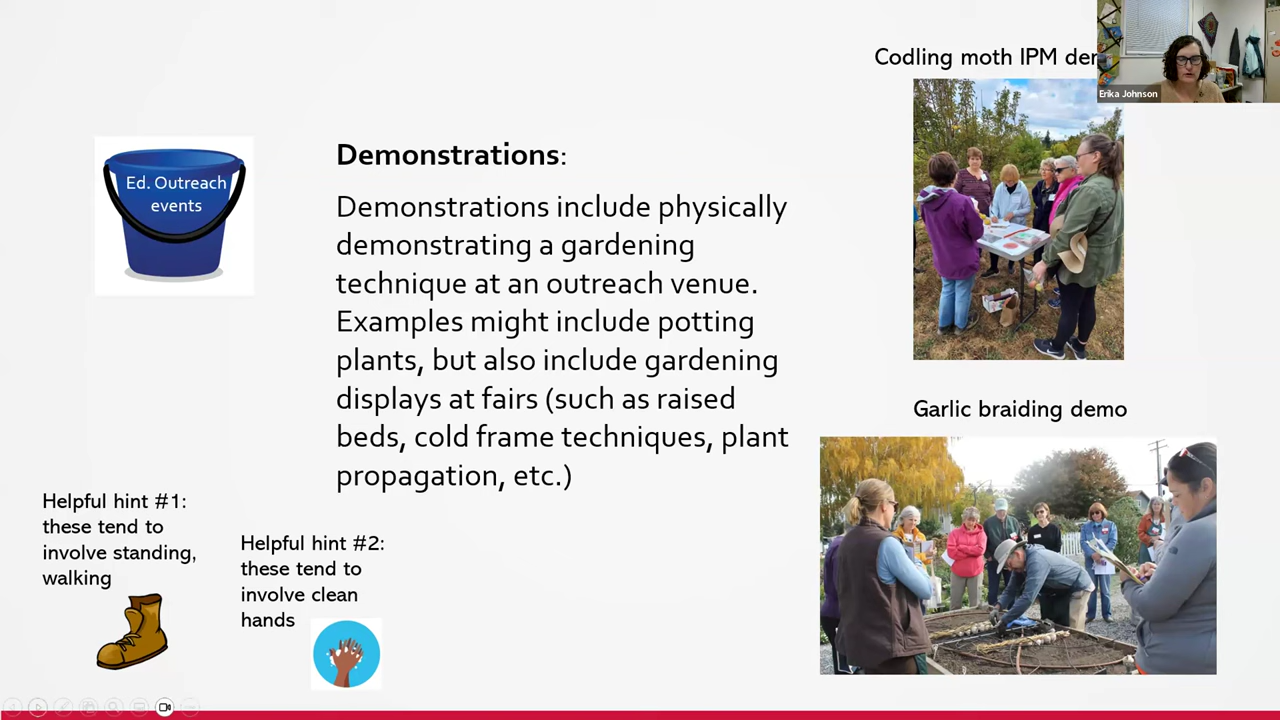 Codling moth IPM
Erika Johnson
Ed. Outreach
events
Demonstrations:
Demonstrations include physically
demonstrating a gardening
technique at an outreach venue.
Examples might include potting
plants, but also include gardening
displays at fairs (such as raised
beds, cold frame techniques, plant
propagation, etc.)
Garlic braiding demo
Helpful hint #1:
these tend to
involve standing,
walking
Helpful hint #2:
these tend to
involve clean
hands